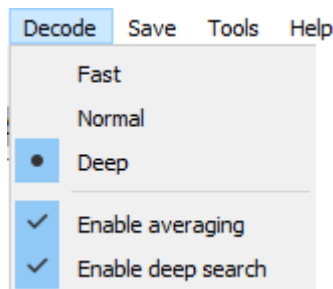 Decode Save Tools Help
Fast
Normal
Deep
Enable averaging
Enable deep search